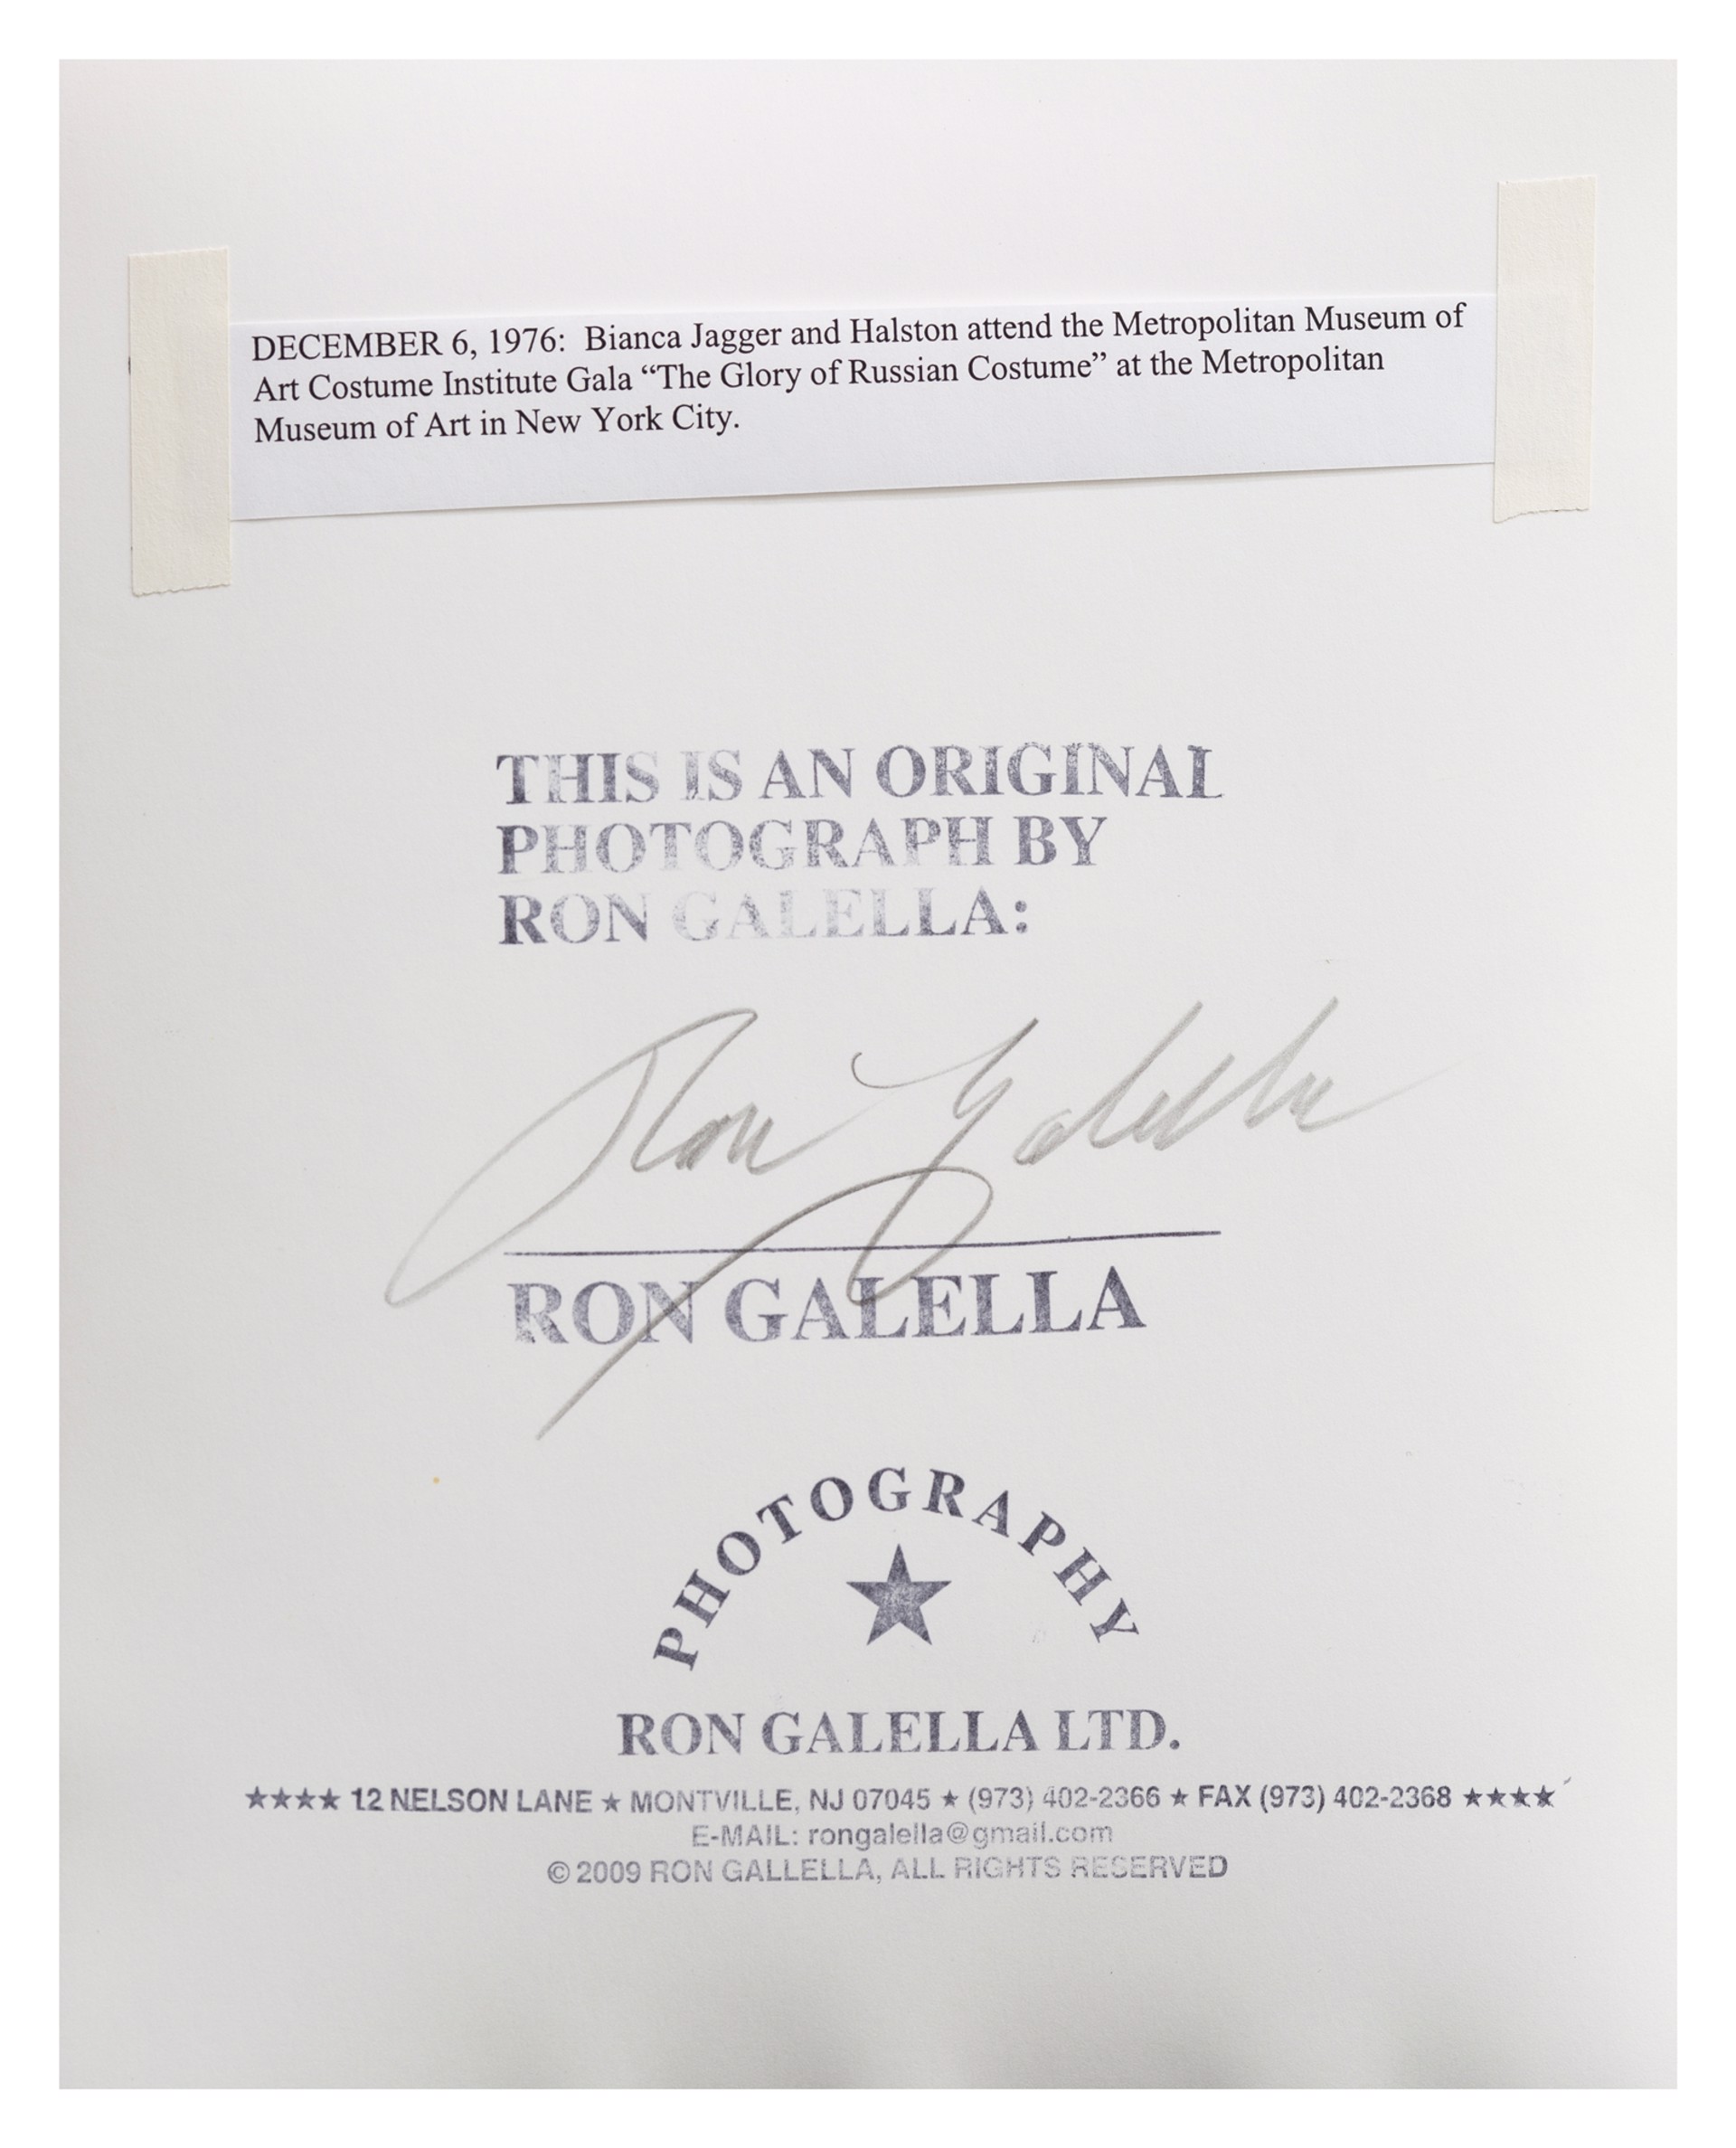 DECEMBER 6, 1976:  Bianca Jagger and Halston attend the Metropolitan Museum of
Art Costume Institute Gala “The Glory of Russian Costume” at the Metropolitan
Museum of Art in New York City.
THIS IS AN ORIGINAL
PHOTOGRAPH BY
RON GALELLA:
Ron Galella
RON GALELLA
PHOTOGRAPHY
★
RON GALELLA LTD.
★★★★ 12 NELSON LANE ★ MONTVILLE, NJ 07045 ★ (973) 402-2366 ★ FAX (973) 402-2368 ★★★★
E-MAIL: rongalella@gmail.com
© 2009 RON GALLELLA, ALL RIGHTS RESERVED